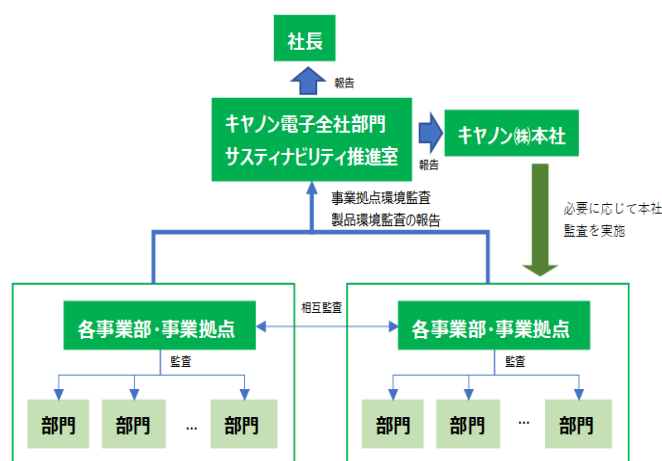 社長
報告
キヤノン電子全社部門
サスティナビリティ推進室
キヤノン㈱本社
報告
事業拠点環境監査
製品環境監査の報告
必要に応じて本社
監査を実施
各事業部・事業拠点
相互監査
各事業部・事業拠点
監査
監査
部門
部門
…
部門
部門
部門
…
部門